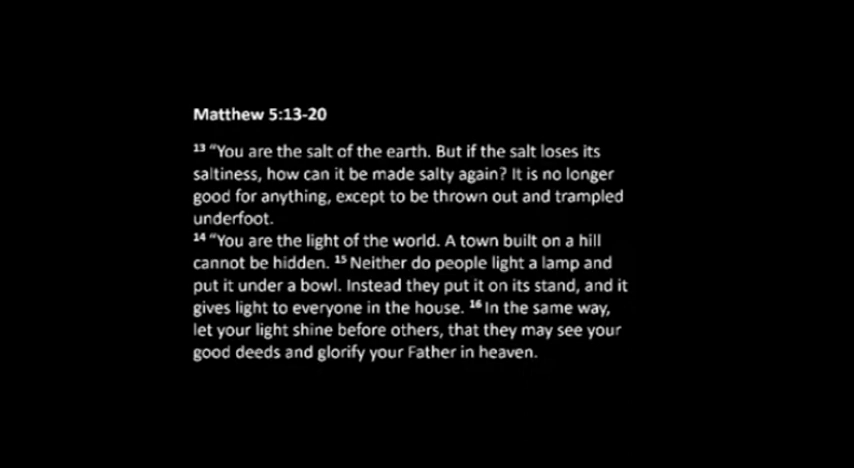 Matthew 5:13-20
13 “You are the salt of the earth. But if the salt loses its
saltiness, how can it be made salty again? It is no longer
good for anything, except to be thrown out and trampled
underfoot.
14 “You are the light of the world. A town built on a hill
cannot be hidden. 15 Neither do people light a lamp and
put it under a bowl. Instead they put it on its stand, and it
gives light to everyone in the house. 16 In the same way,
let your light shine before others, that they may see your
good deeds and glorify your Father in heaven.